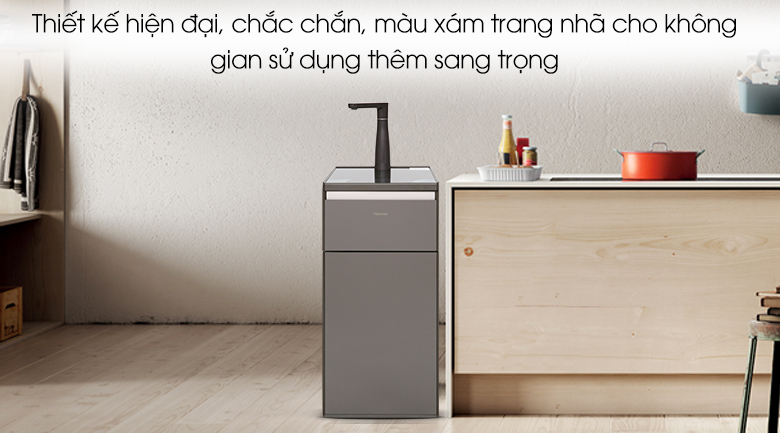 Thiết kế hiện đại, chắc chắn, màu xám trang nhã cho không
gian sử dụng thêm sang trọng